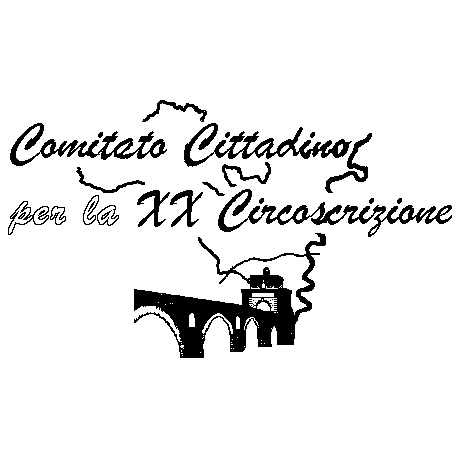 Comitato Cittadino
per la XX Circoscrizione